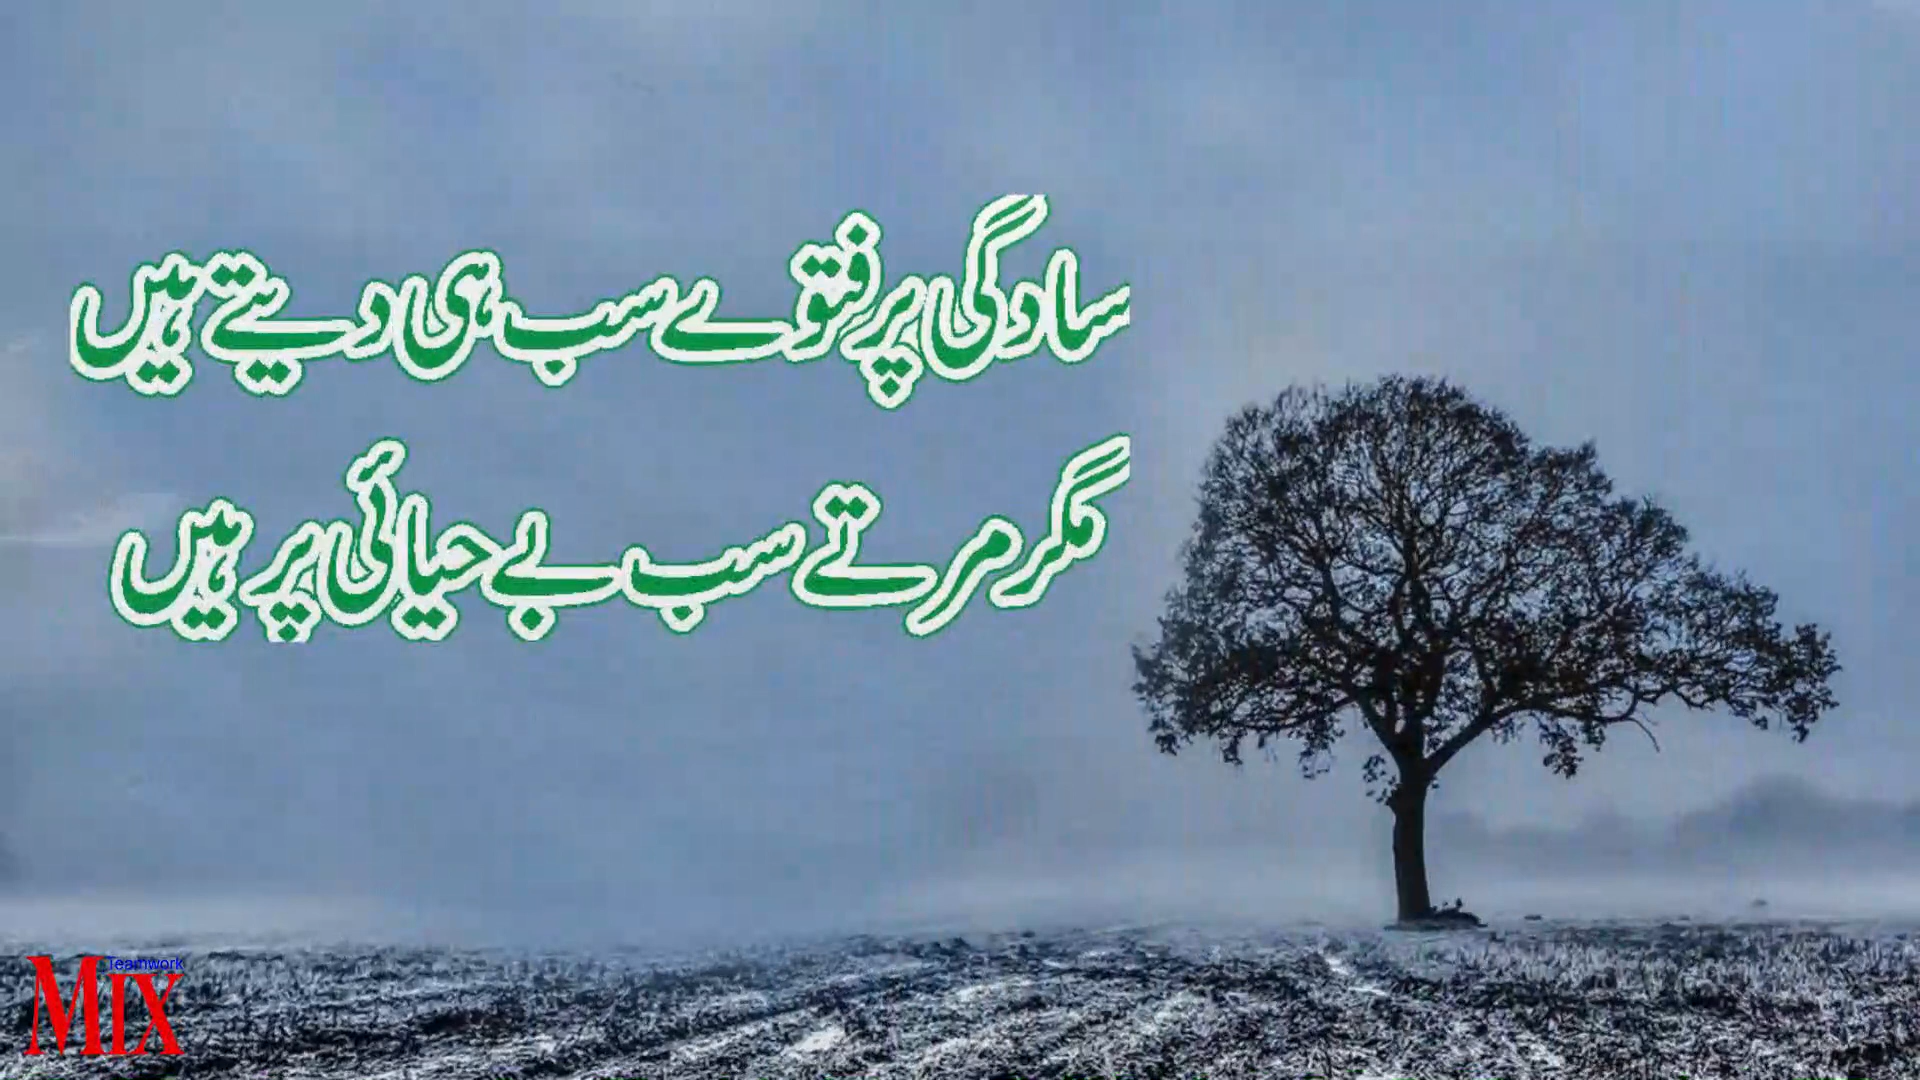 سادگی پر فتوے سب ہی دیتے ہیں
مگر مرتے سب بے حیائی پر ہیں
Teamwork
MIX